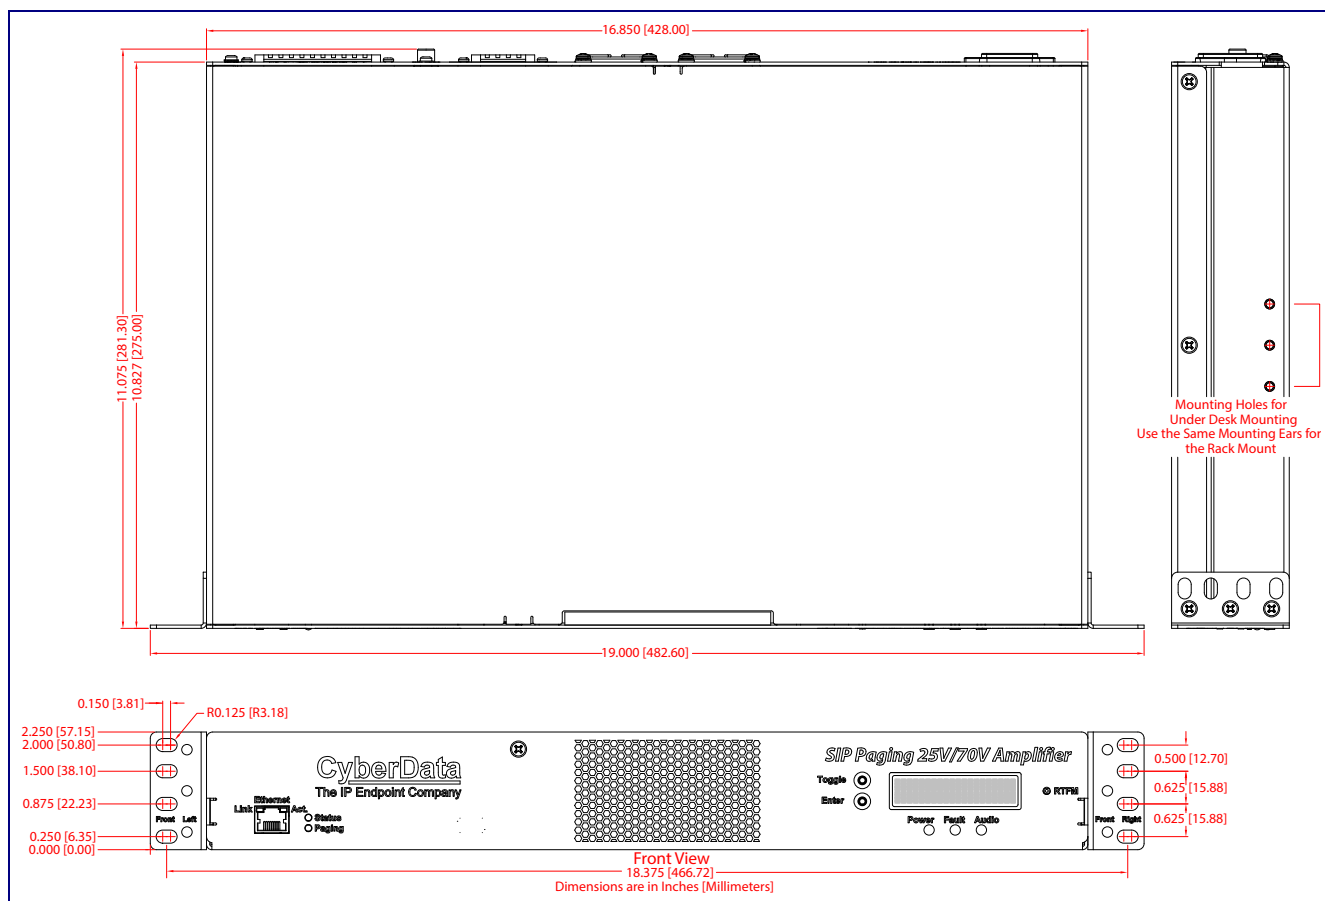 16.850 [428.00]
11.075 [281.30]
10.827 [275.00]
Mounting Holes for
Under Desk Mounting
Use the Same Mounting Ears for
the Rack Mount
19.000 [482.60]
0.150 [3.81]
R0.125 [R3.18]
2.250 [57.15]
2.000 [50.80]
1.500 [38.10]
0.875 [22.23]
0.250 [6.35]
0.000 [0.00]
Front Left
CyberData
The IP Endpoint Company
Ethernet
Link Act.
Status
Paging
SIP Paging 25V/70V Amplifier
Toggle
Enter
RTFM
Power Fault Audio
Front Right
0.500 [12.70]
0.625 [15.88]
0.625 [15.88]
Front View
18.375 [466.72]
Dimensions are in Inches [Millimeters]